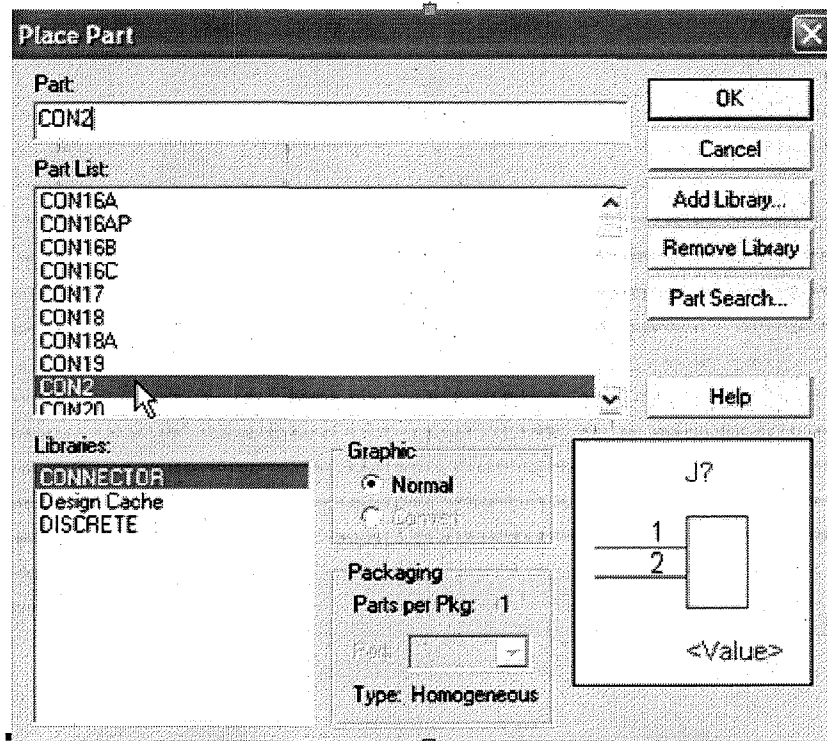 Place Part
Part:
CON2
OK
Cancel
Part List:
CON16A
CON16AP
CON16B
CON16C
CON17
CON18
CON18A
CON19
CON2
CON20
Add Library...
Remove Library
Part Search...
Help
Libraries:
CONNECTOR
Design Cache
DISCRETE
Graphic
Normal
Convert
Packaging
Parts per Pkg: 1
Part:
Type: Homogeneous
J?
1
2
<Value>